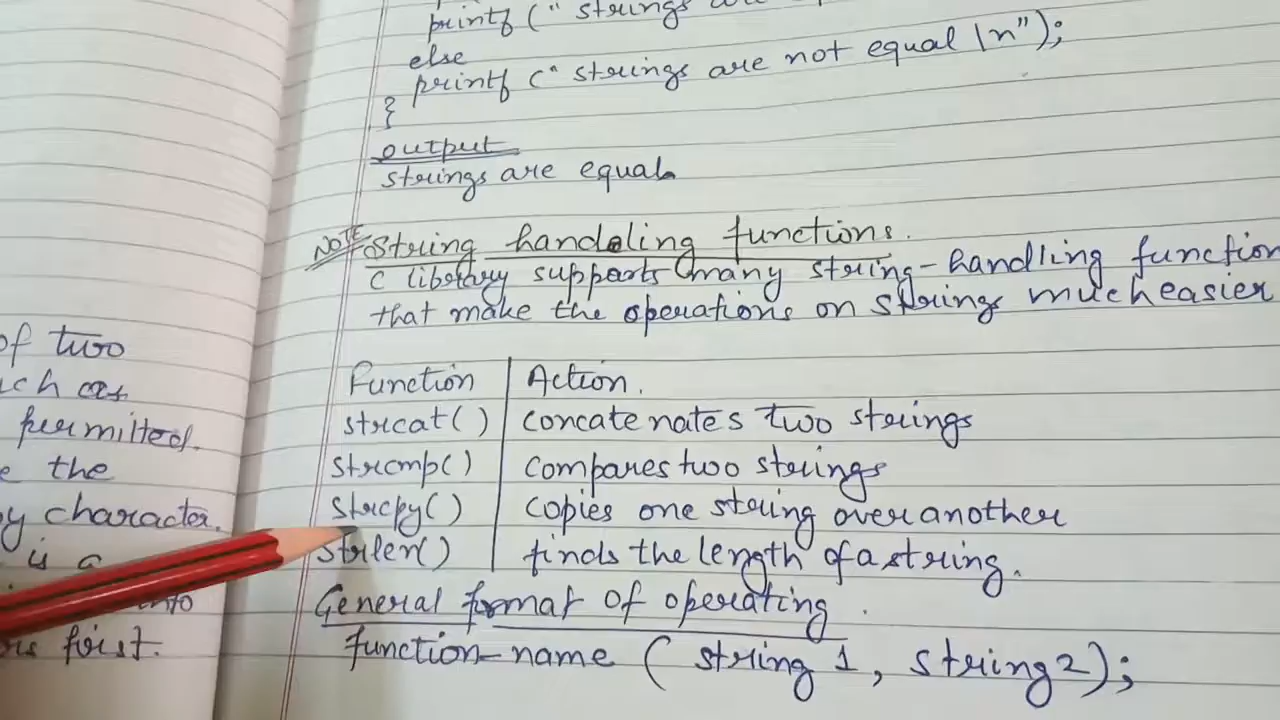 printf (" strings are
else
printf (" strings are not equal \n");
}
output
strings are equal
NOTE String handling functions.
C library supports many string-handling function
that make the operations on strings much easier
Function Action.
strcat() concatenates two strings
strcmp() compares two strings
strcpy() copies one string over another
strlen() finds the length of a string.
General format of operating
function-name ( string 1, string 2);
of two
ch as
permitted.
e the
y character.
is a
into
first.